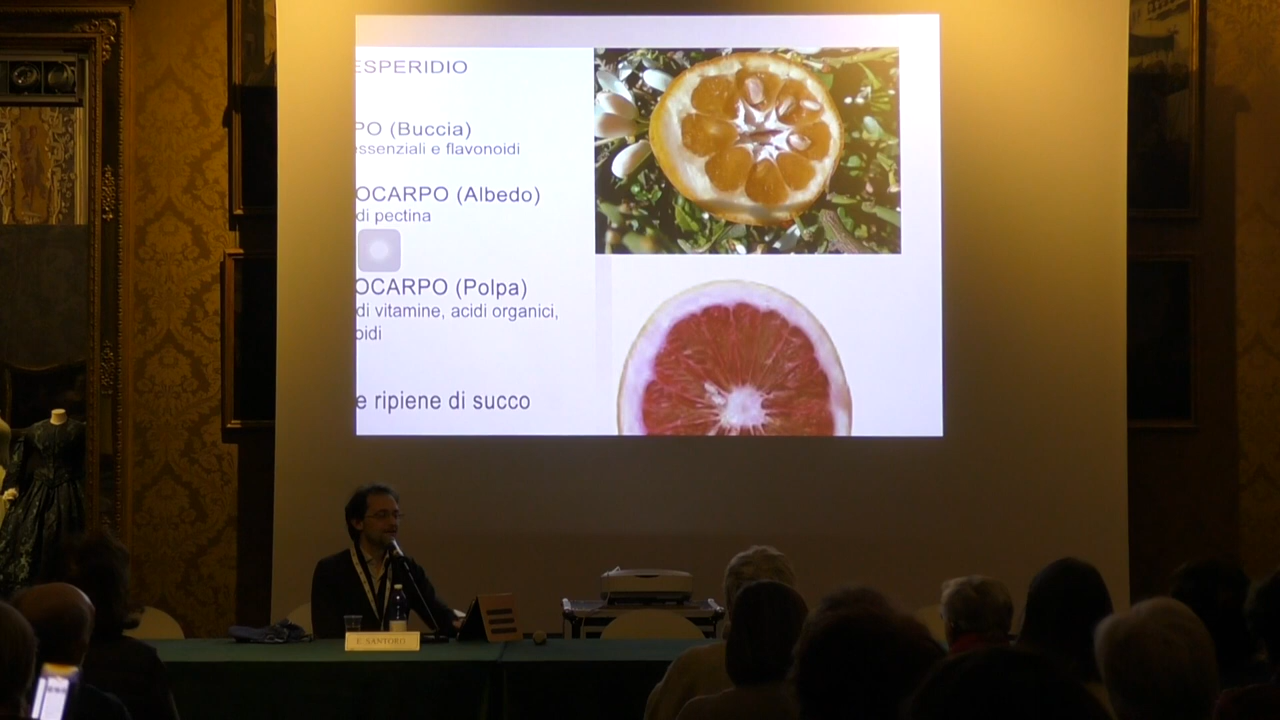 ESPERIDIO
PO (Buccia)
essenziali e flavonoidi
OCARPO (Albedo)
di pectina
OCARPO (Polpa)
di vitamine, acidi organici,
oidi
e ripiene di succo
F. SANTORO